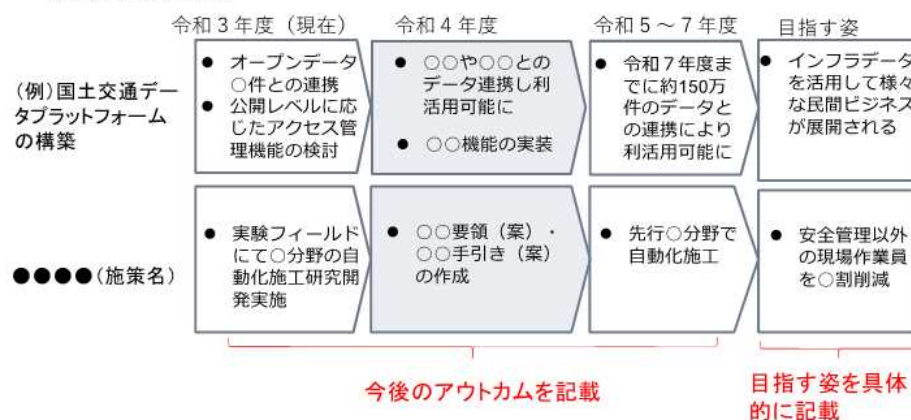 令和３年度（現在）
令和４年度
令和５～７年度
目指す姿
（例）国土交通デー
タプラットフォーム
の構築
● オープンデータ
○件との連携
● 公開レベルに応
じたアクセス管
理機能の検討
● ○○や○○との
データ連携し利
活用可能に
● ○○機能の実装
● 令和７年度ま
でに約150万
件のデータと
の連携により
利活用可能に
● インフラデータ
を活用して様々
な民間ビジネス
が展開される
●●●●（施策名）
● 実験フィールド
にて○分野の自
動化施工研究開
発実施
● ○○要領（案）・
○○手引き（案）
の作成
● 先行○分野で
自動化施工
● 安全管理以外
の現場作業員
を○割削減
今後のアウトカムを記載
目指す姿を具体
的に記載